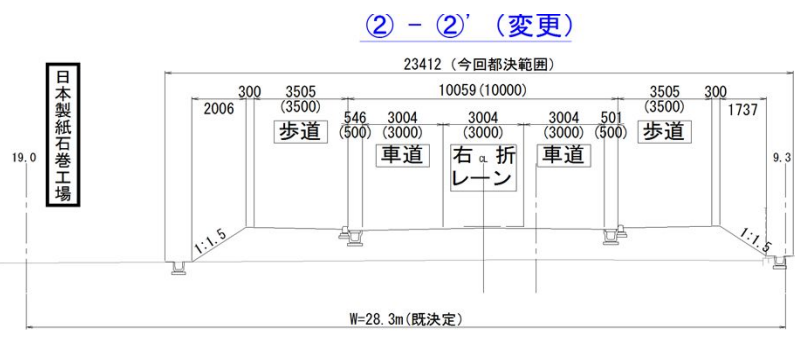 ②－②’（変更）
23412（今回都決範囲）
日本製紙石巻工場
2006
300
3505
(3500)
10059(10000)
3505
(3500)
300
1737
546
(500)
3004
(3000)
3004
(3000)
3004
(3000)
501
(500)
歩道
車道
右 CL 折
レーン
車道
歩道
19.0
9.3
1:1.5
1:1.5
W=28.3m(既決定)